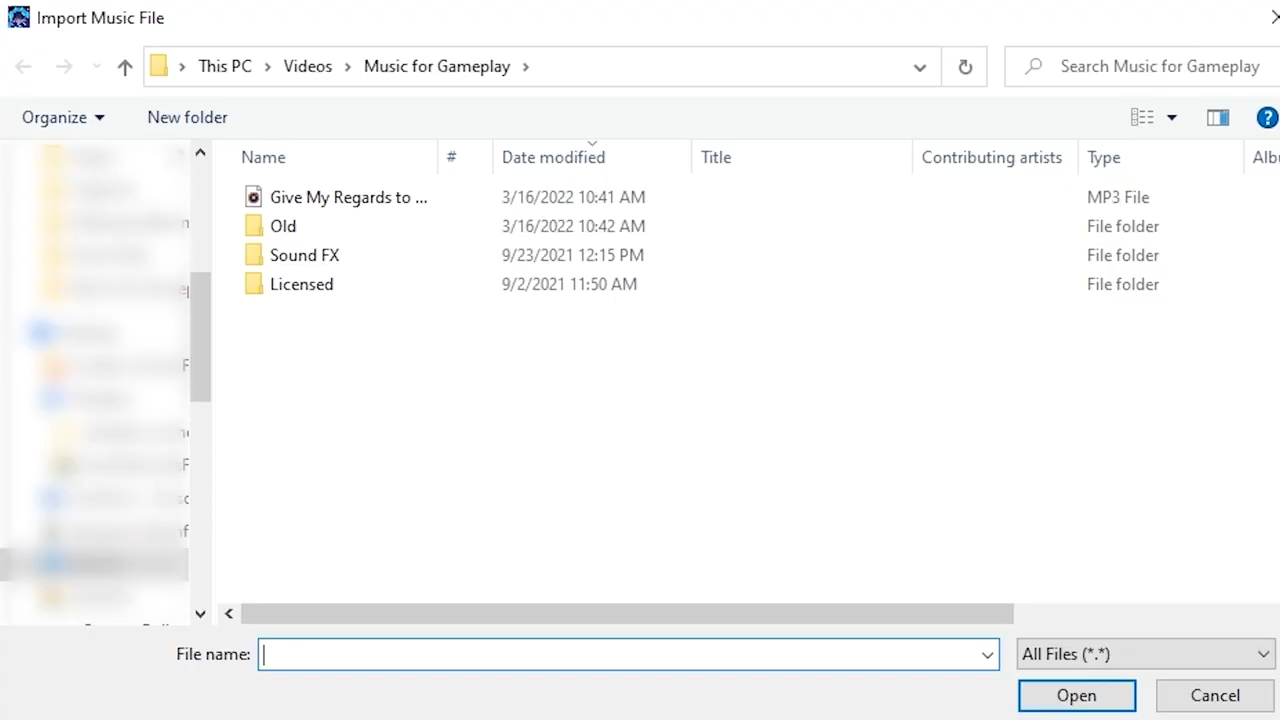 Import Music File
This PC > Videos > Music for Gameplay >
Search Music for Gameplay
Organize
New folder
Name # Date modified Title Contributing artists Type Albu
Give My Regards to ... 3/16/2022 10:41 AM MP3 File
Old 3/16/2022 10:42 AM File folder
Sound FX 9/23/2021 12:15 PM File folder
Licensed 9/2/2021 11:50 AM File folder
File name:
All Files (*.*)
Open
Cancel